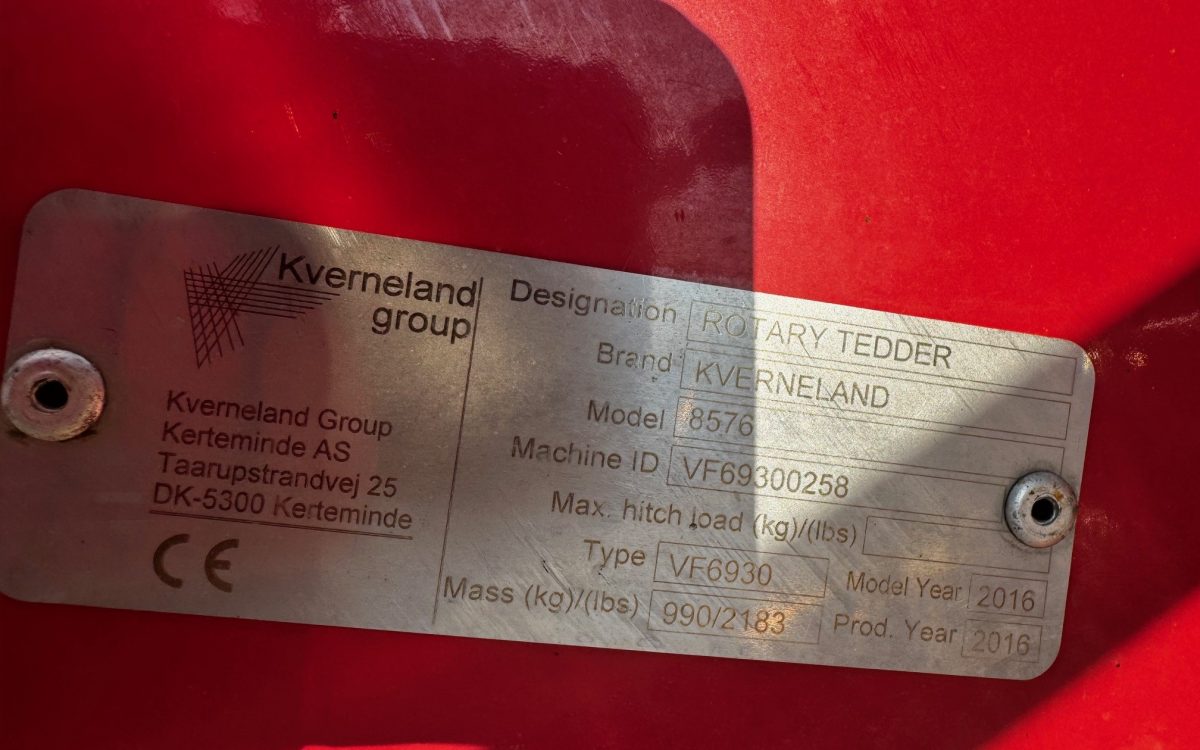 Kverneland
group
Kverneland Group
Kerteminde AS
Taarupstrandvej 25
DK-5300 Kerteminde
CE
Designation ROTARY TEDDER
Brand KVERNELAND
Model 8576
Machine ID VF69300258
Max. hitch load (kg)/(lbs)
Type VF6930 Model Year 2016
Mass (kg)/(lbs) 990/2183 Prod. Year 2016